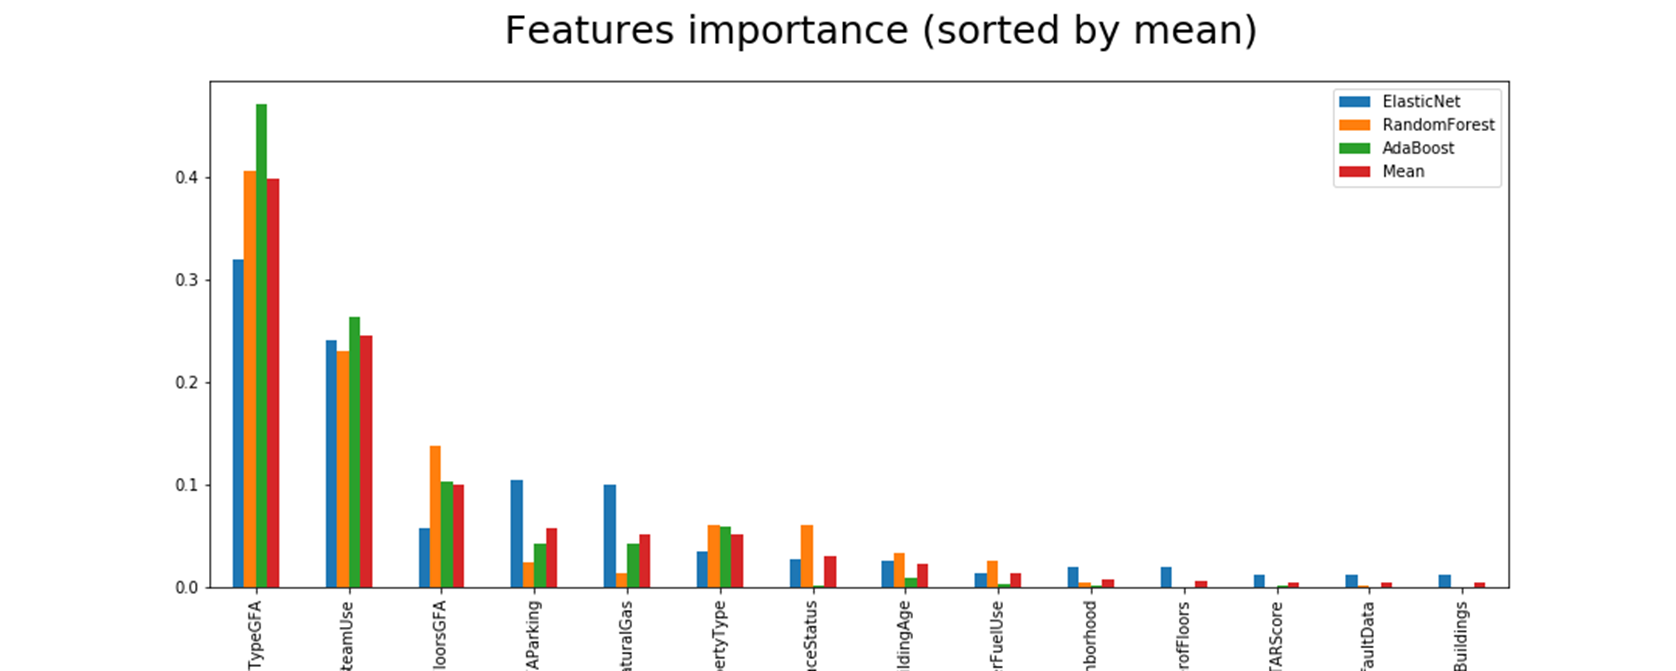 Features importance (sorted by mean)
ElasticNet
RandomForest
AdaBoost
Mean
0.4
0.3
0.2
0.1
0.0
TypeGFA
teamUse
loorsGFA
AParking
aturalGas
ertyType
ceStatus
ldingAge
rFuelUse
nborhood
rofFloors
TARScore
faultData
Buildings